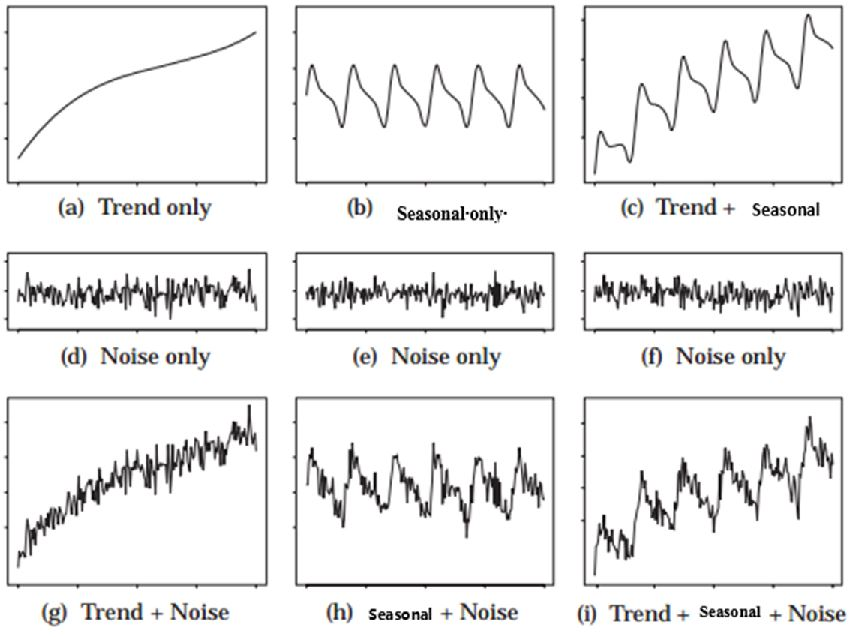 (a) Trend only
(b) Seasonal·only·
(c) Trend + Seasonal
(d) Noise only
(e) Noise only
(f) Noise only
(g) Trend + Noise
(h) Seasonal + Noise
(i) Trend + Seasonal + Noise